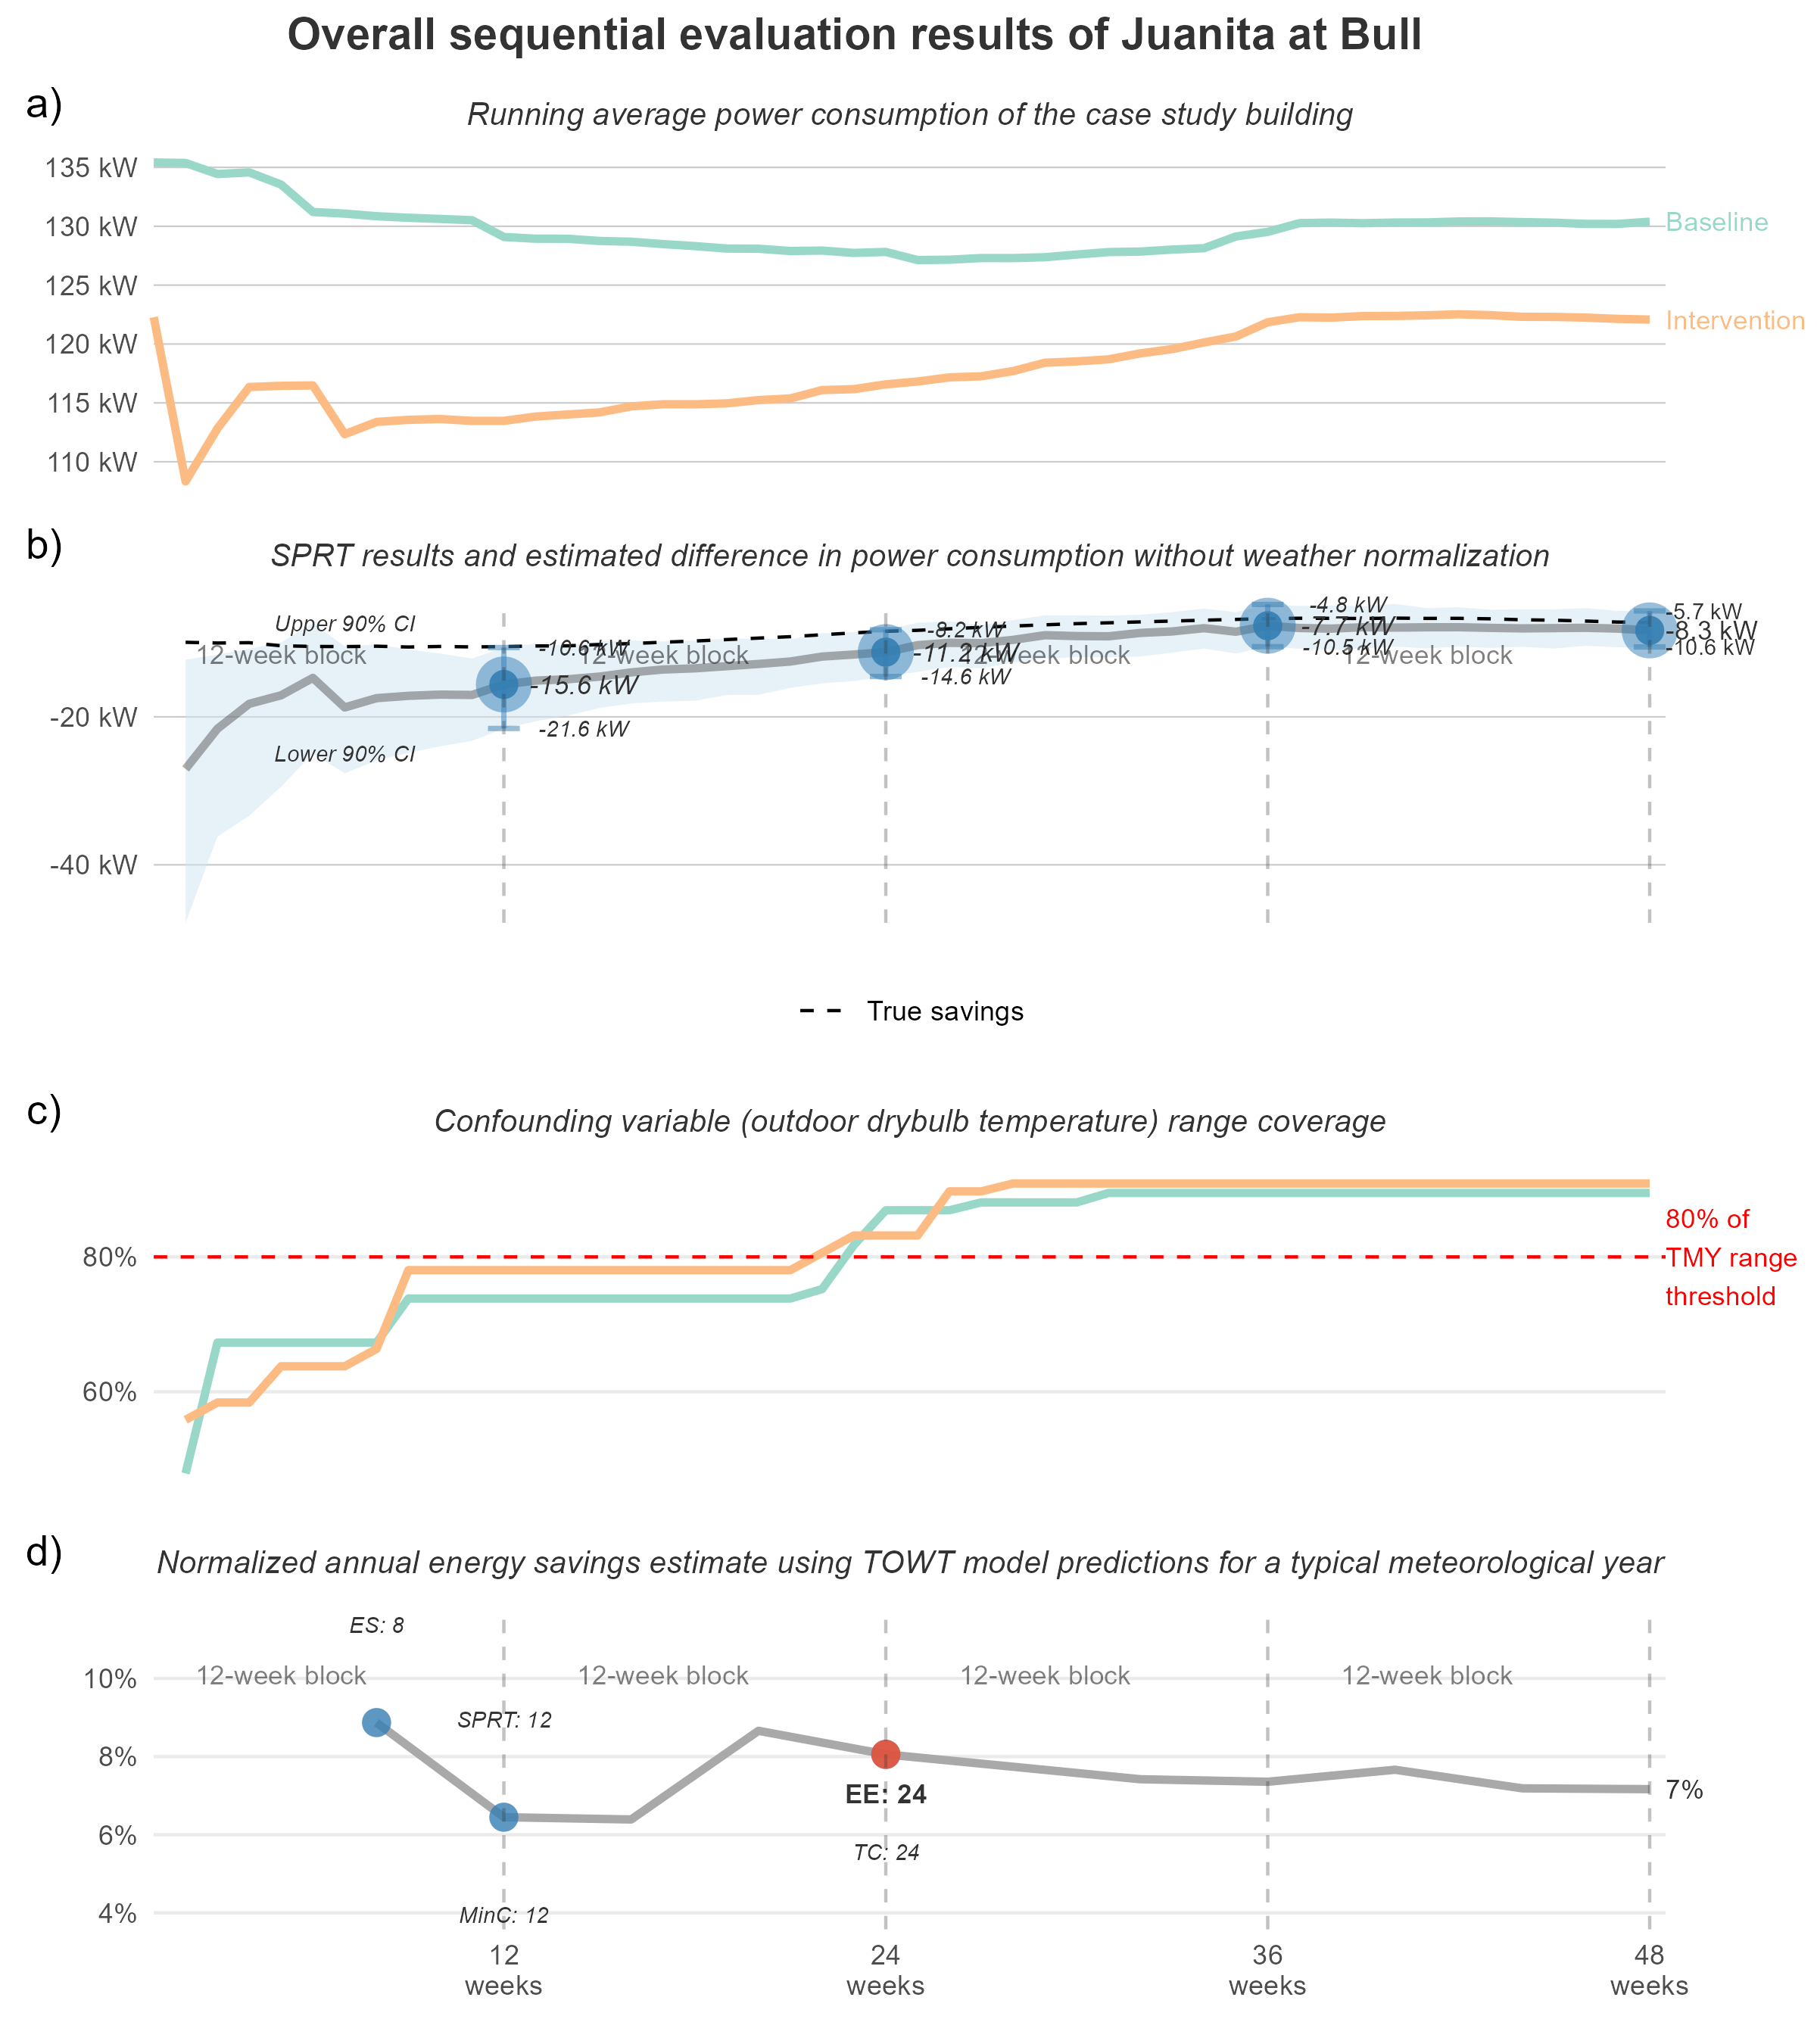 Overall sequential evaluation results of Juanita at Bull
a)
Running average power consumption of the case study building
135 kW
130 kW
125 kW
120 kW
115 kW
110 kW
Baseline
Intervention
b)
SPRT results and estimated difference in power consumption without weather normalization
Upper 90% CI
Lower 90% CI
12-week block
12-week block
12-week block
12-week block
-10.6 kW
-15.6 kW
-21.6 kW
-8.2 kW
-11.2 kW
-14.6 kW
-4.8 kW
-7.7 kW
-10.5 kW
-5.7 kW
-8.3 kW
-10.6 kW
-20 kW
-40 kW
True savings
c)
Confounding variable (outdoor drybulb temperature) range coverage
80%
60%
80% of
TMY range
threshold
d)
Normalized annual energy savings estimate using TOWT model predictions for a typical meteorological year
ES: 8
12-week block
12-week block
12-week block
12-week block
SPRT: 12
EE: 24
TC: 24
MinC: 12
7%
10%
8%
6%
4%
12
weeks
24
weeks
36
weeks
48
weeks